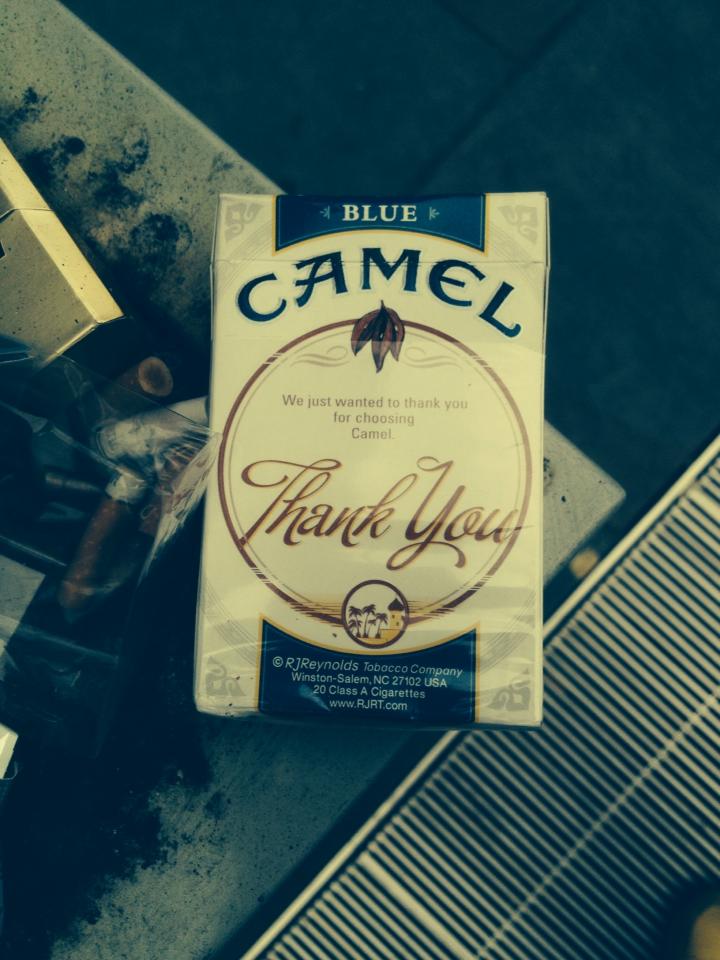 BLUE
CAMEL
We just wanted to thank you
for choosing
Camel.
Thank You
© RJReynolds Tobacco Company
Winston-Salem, NC 27102 USA
20 Class A Cigarettes
www.RJRT.com